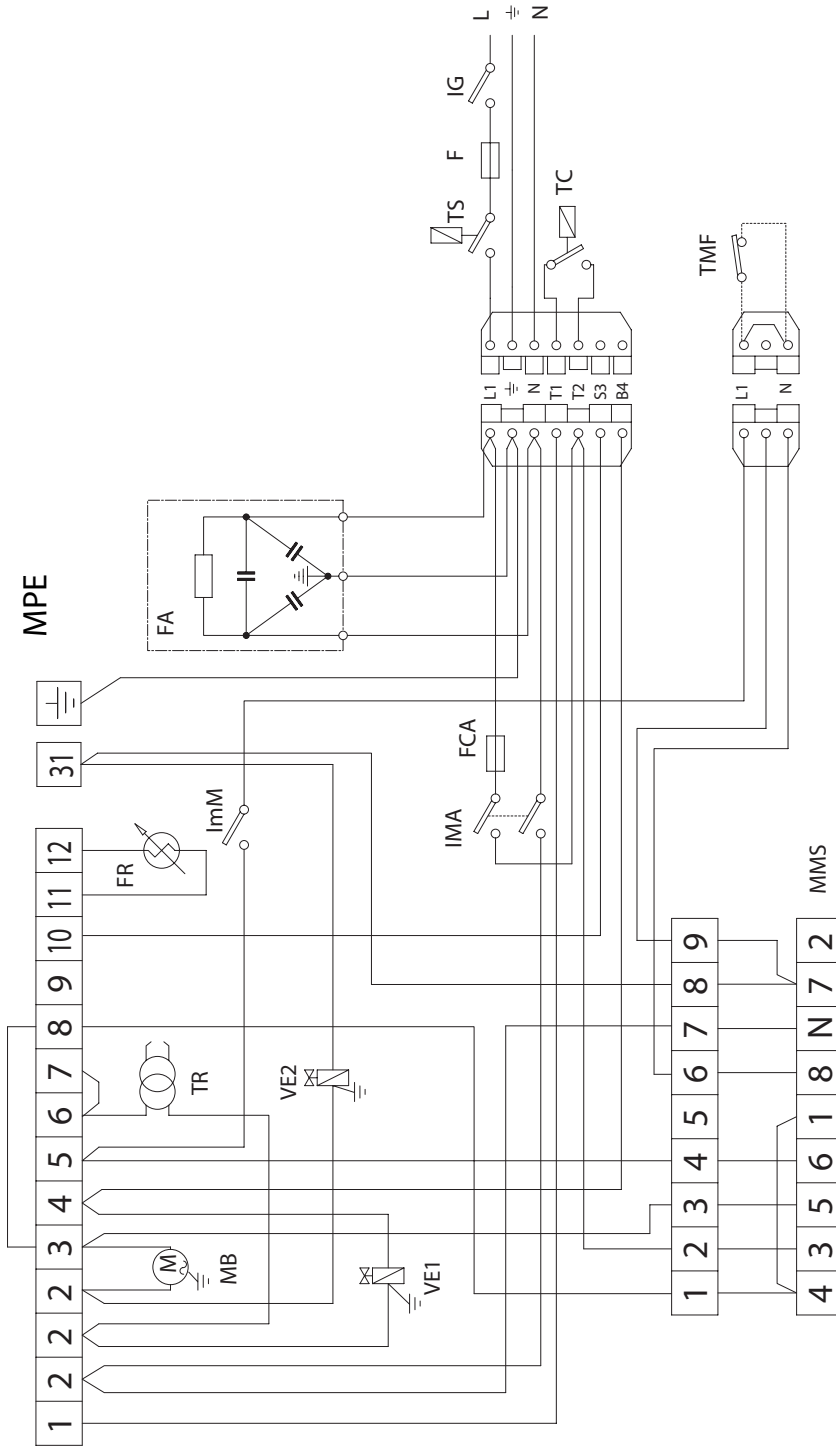 MPE
1 2 2 2 3 4 5 6 7 8 9 10 11 12 31
FR
ImM
TR
MB
M
VE1
VE2
FA
FCA
IMA
L1
N
T1
T2
S3
B4
TS
F
IG
L
N
TC
TMF
L1
N
1 2 3 4 5 6 7 8 9
4 3 5 6 1 8 N 7 2
MMS